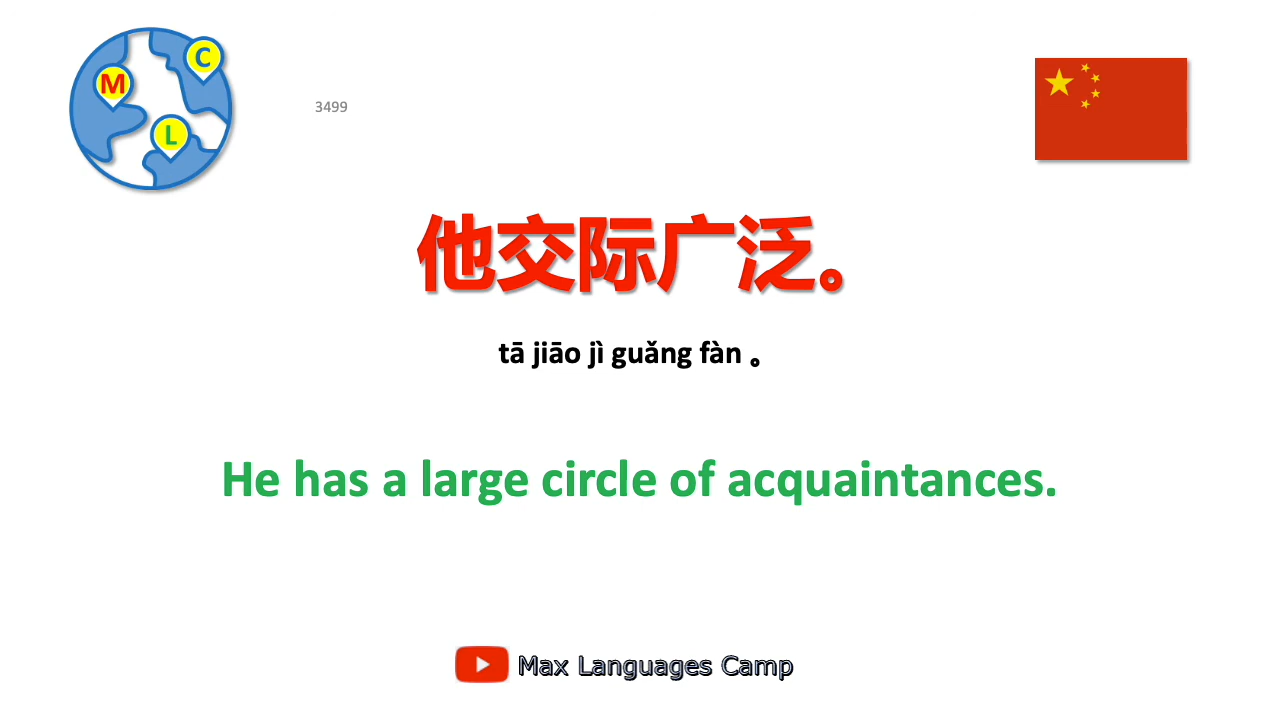 M
C
L
3499
他交际广泛。
tā jiāo jì guǎng fàn 。
He has a large circle of acquaintances.
Max Languages Camp